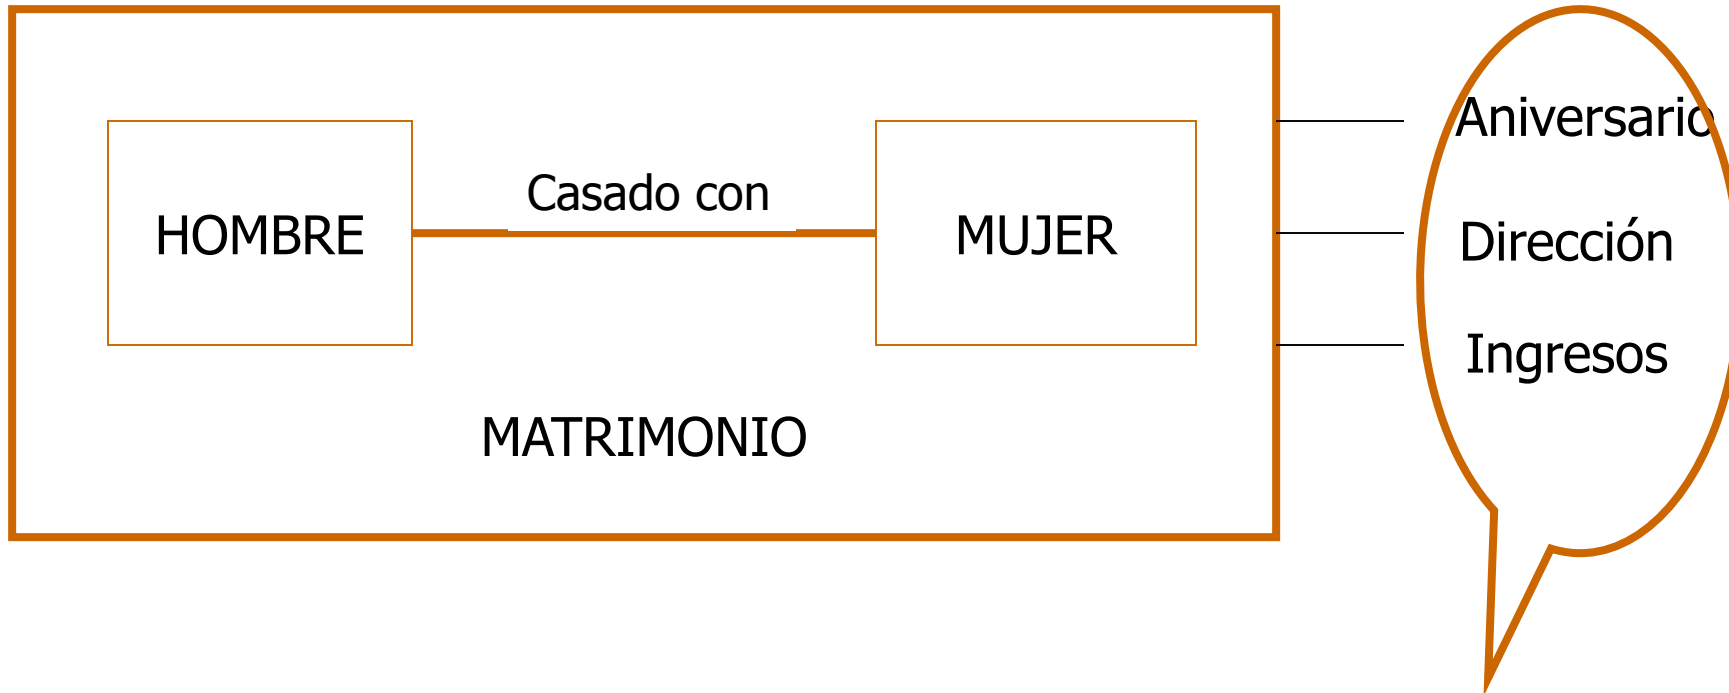 Aniversario
Casado con
HOMBRE
MUJER
Dirección
Ingresos
MATRIMONIO